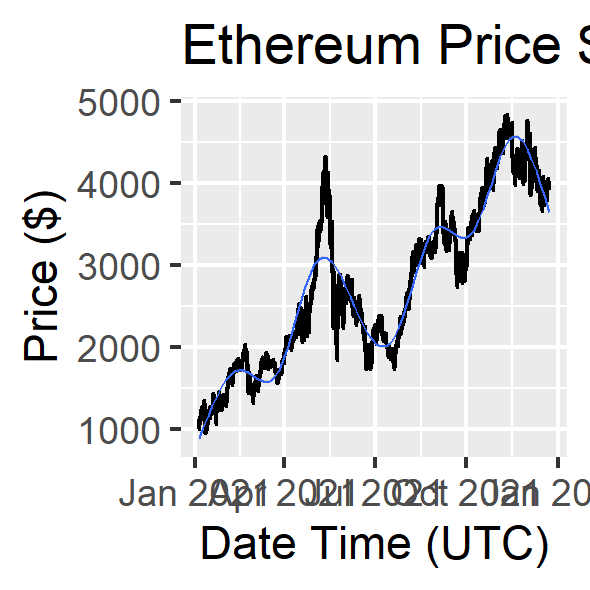 Ethereum Price S
5000
4000
3000
2000
1000
Price ($)
Jan 2021 Apr 2021 Jul 2021 Oct 2021 Jan 20
Date Time (UTC)